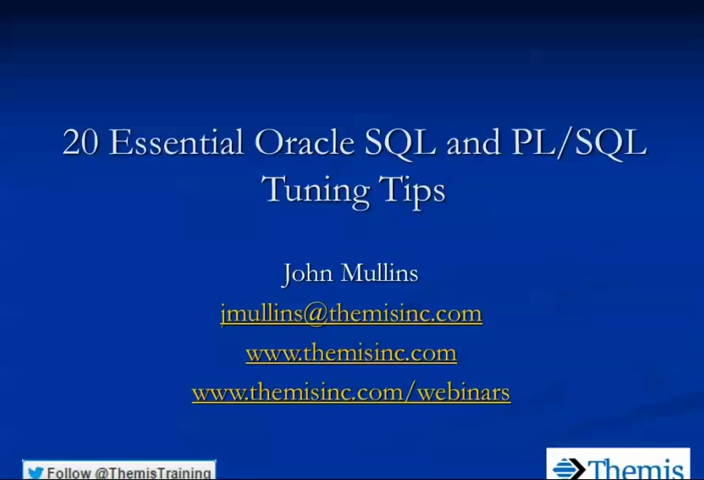 20 Essential Oracle SQL and PL/SQL
Tuning Tips
John Mullins
jmullins@themisinc.com
www.themisinc.com
www.themisinc.com/webinars
Follow @ThemisTraining
Themis